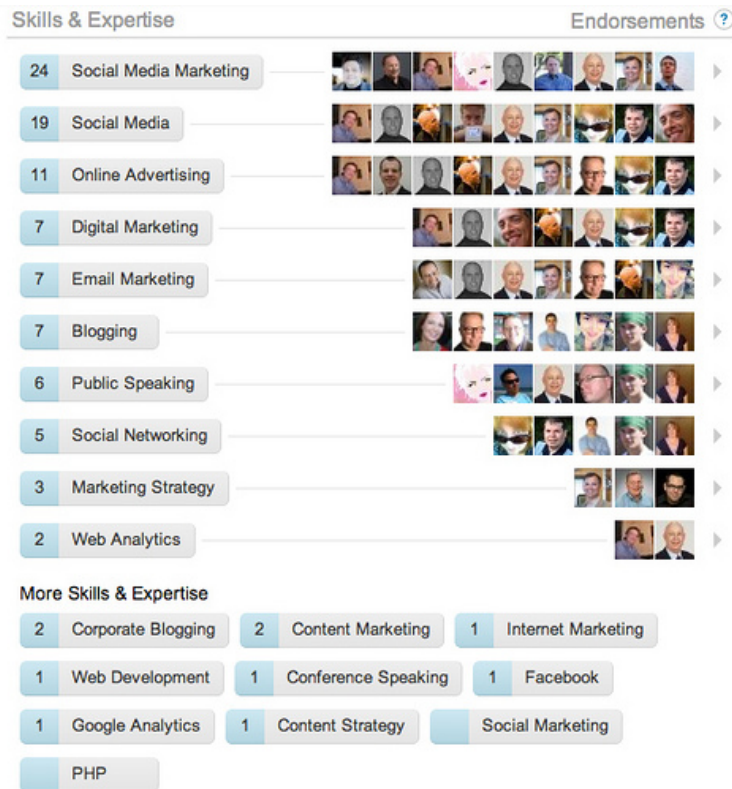 Skills & Expertise Endorsements ?
24 Social Media Marketing
19 Social Media
11 Online Advertising
7 Digital Marketing
7 Email Marketing
7 Blogging
6 Public Speaking
5 Social Networking
3 Marketing Strategy
2 Web Analytics
More Skills & Expertise
2 Corporate Blogging 2 Content Marketing 1 Internet Marketing
1 Web Development 1 Conference Speaking 1 Facebook
1 Google Analytics 1 Content Strategy Social Marketing
PHP